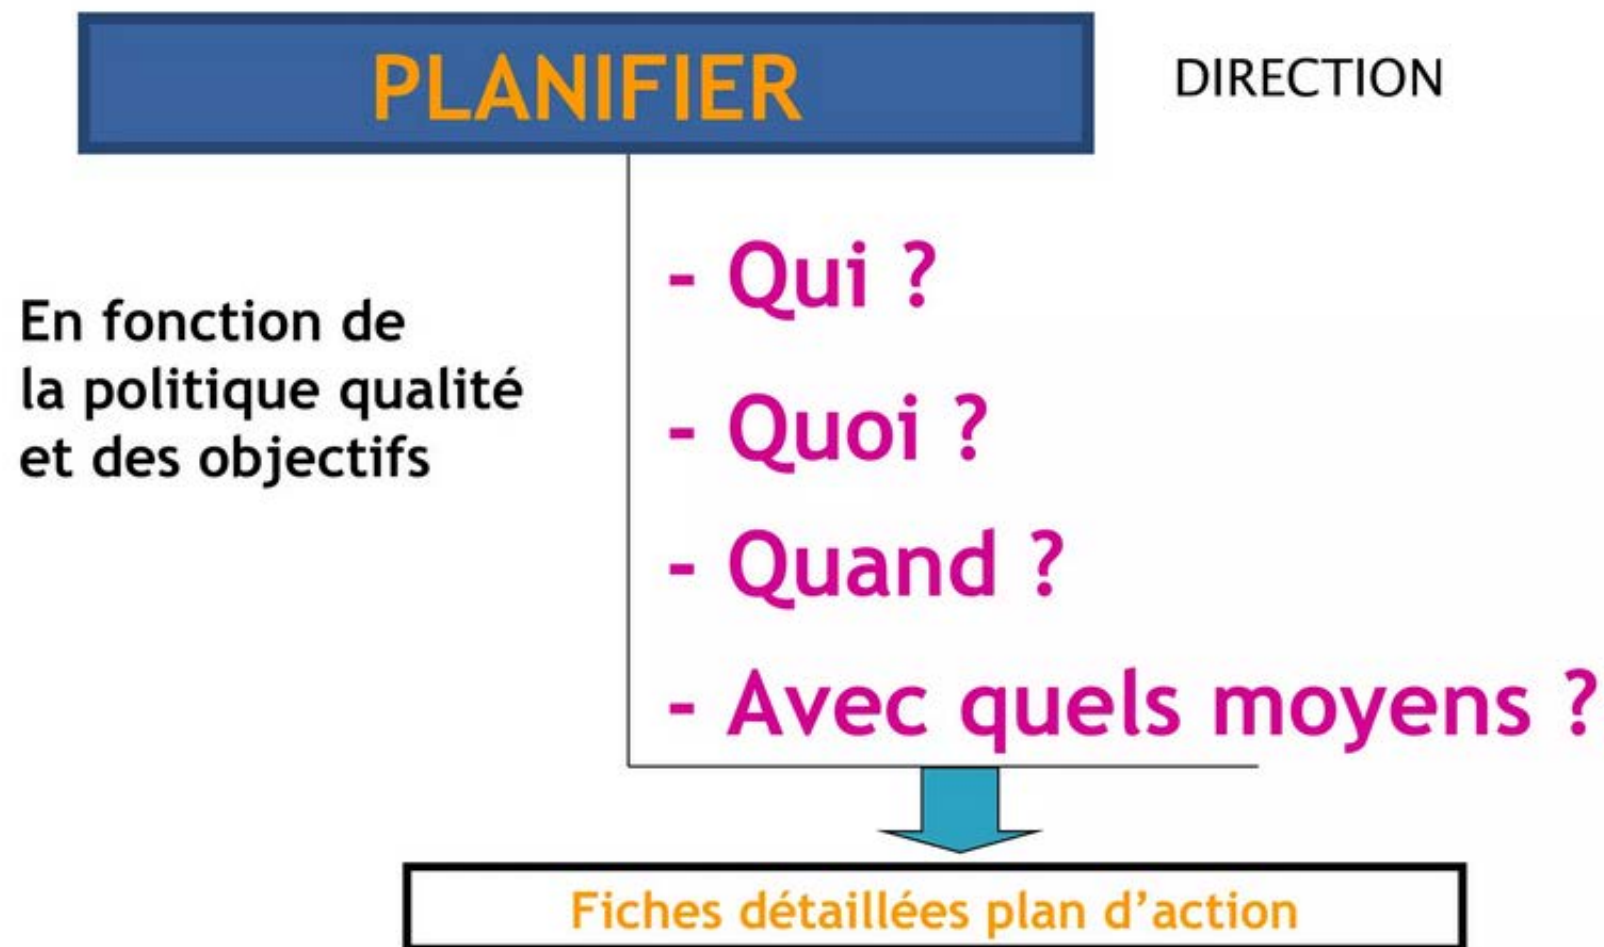 PLANIFIER
DIRECTION
En fonction de
la politique qualité
et des objectifs
- Qui ?
- Quoi ?
- Quand ?
- Avec quels moyens ?
Fiches détaillées plan d’action